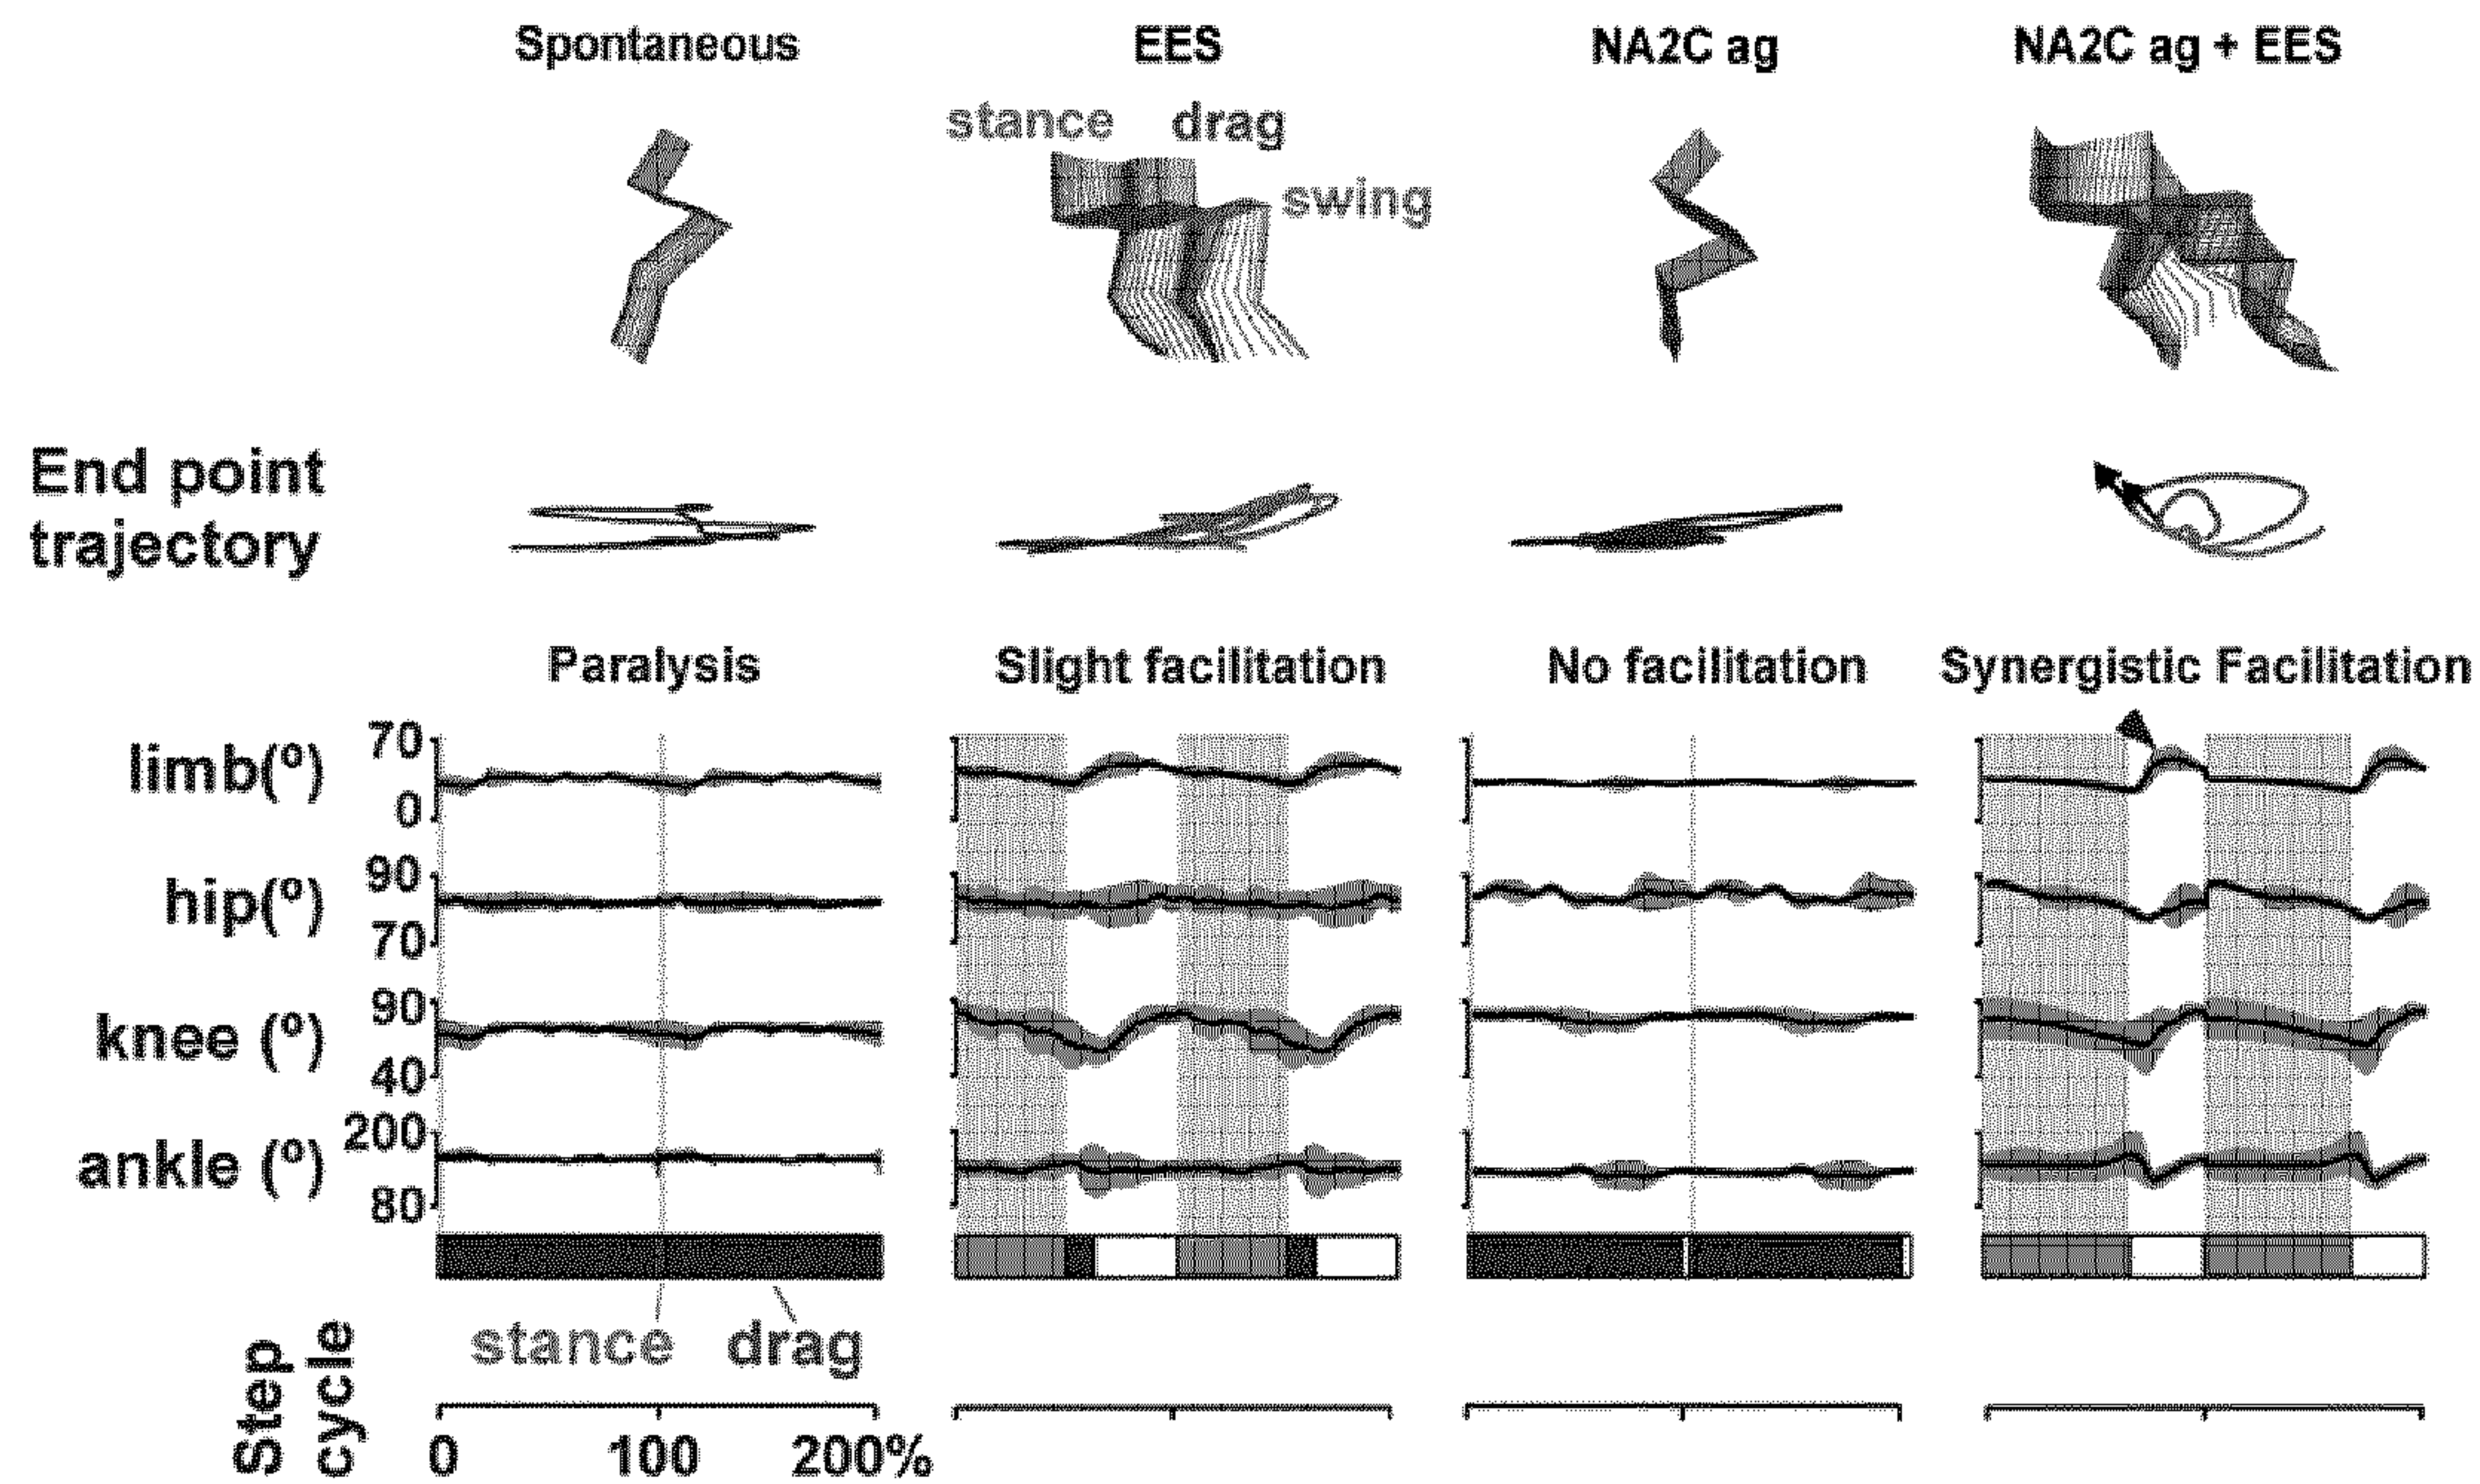 Spontaneous EES NA2C ag NA2C ag + EES
stance drag
swing
End point
trajectory
Paralysis Slight facilitation No facilitation Synergistic Facilitation
limb(º) 70
0
hip(º) 90
70
knee (º) 90
40
ankle (º) 200
80
stance drag
Step
cycle
0 100 200%